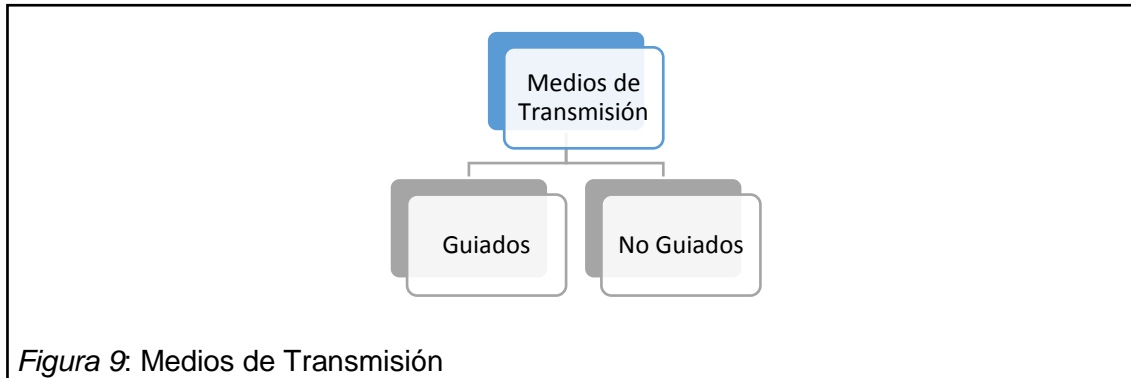 Medios de
Transmisión
Guiados
No Guiados
Figura 9: Medios de Transmisión